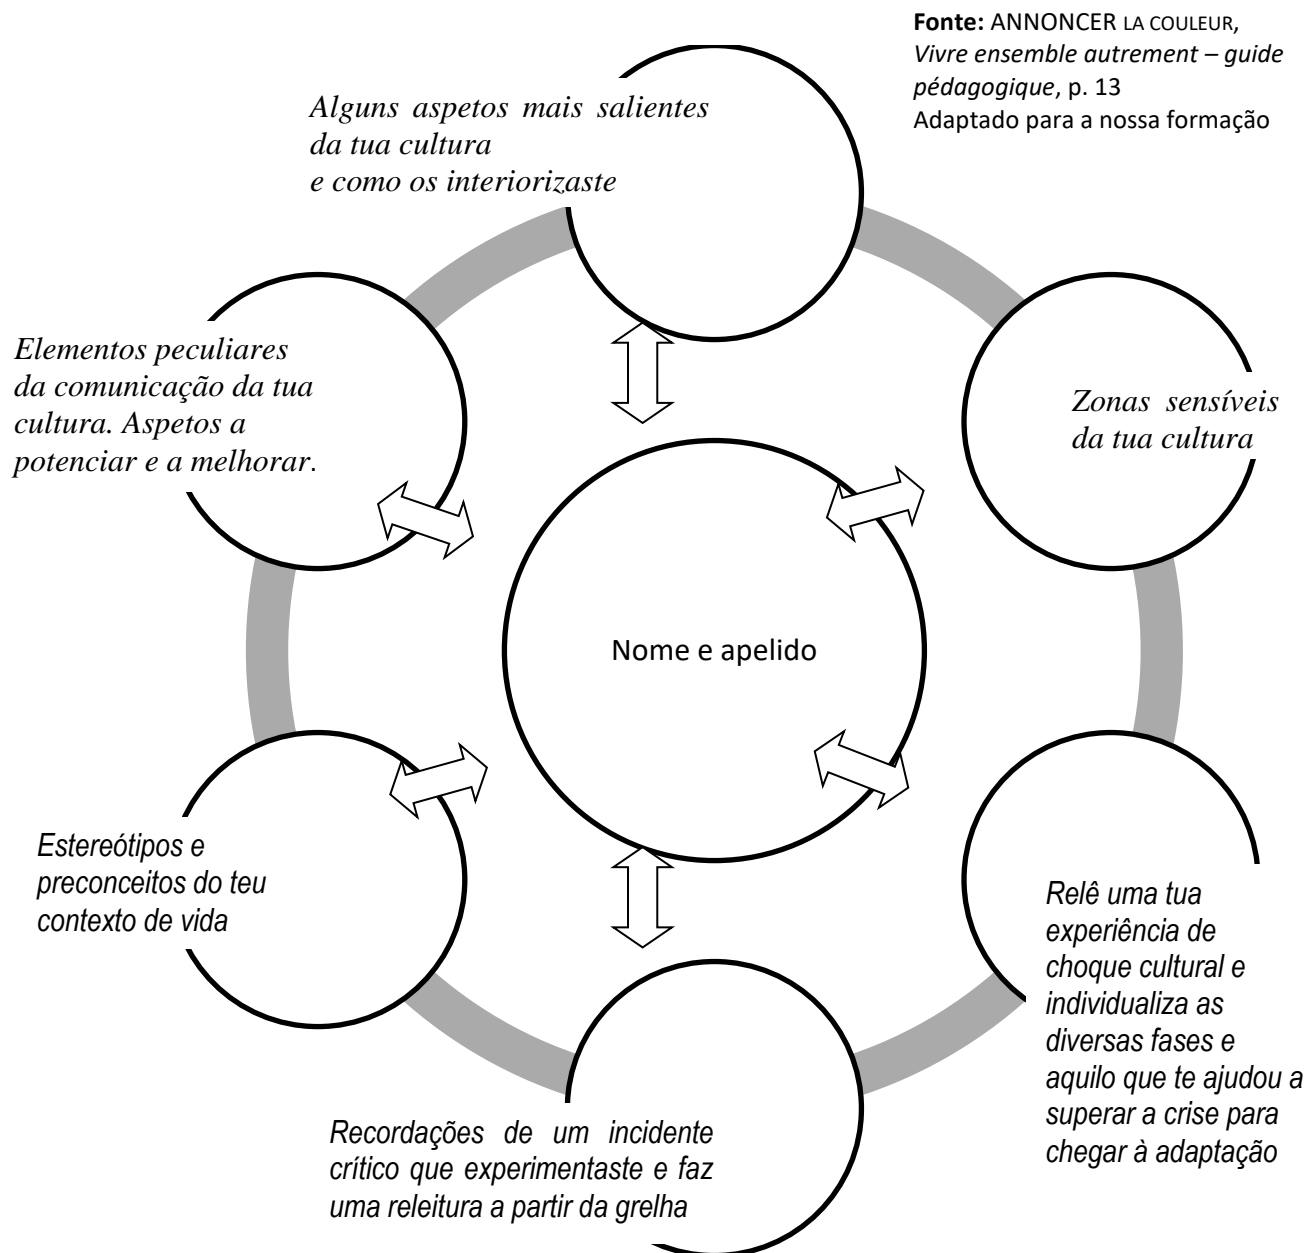 Fonte: ANNONCER LA COULEUR,
Vivre ensemble autrement – guide
pédagogique, p. 13
Adaptado para a nossa formação
Alguns aspetos mais salientes
da tua cultura
e como os interiorizaste
Elementos peculiares
da comunicação da tua
cultura. Aspetos a
potenciar e a melhorar.
Zonas sensíveis
da tua cultura
Nome e apelido
Estereótipos e
preconceitos do teu
contexto de vida
Relê uma tua
experiência de
choque cultural e
individualiza as
diversas fases e
aquilo que te ajudou a
superar a crise para
chegar à adaptação
Recordações de um incidente
crítico que experimentaste e faz
uma releitura a partir da grelha